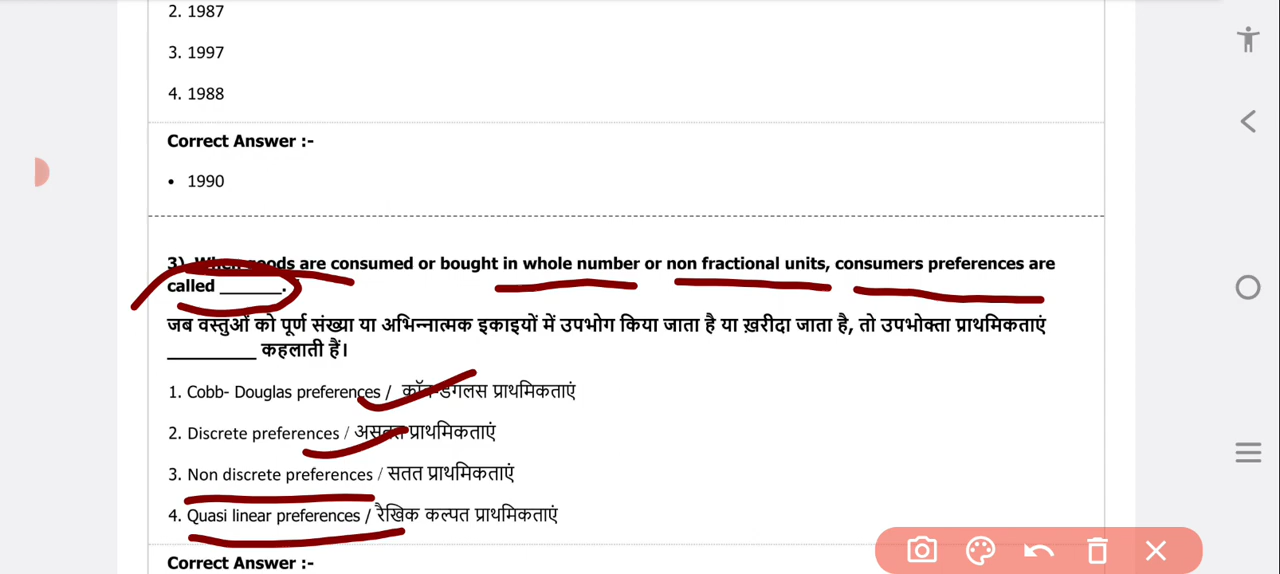 2. 1987
3. 1997
4. 1988
Correct Answer :-
• 1990
3) When goods are consumed or bought in whole number or non fractional units, consumers preferences are
called ______.
जब वस्तुओं को पूर्ण संख्या या अभिन्नात्मक इकाइयों में उपभोग किया जाता है या ख़रीदा जाता है, तो उपभोक्ता प्राथमिकताएं
_________ कहलाती हैं।
1. Cobb- Douglas preferences / कॉब-डगलस प्राथमिकताएं
2. Discrete preferences / असक्त प्राथमिकताएं
3. Non discrete preferences / सतत प्राथमिकताएं
4. Quasi linear preferences / रैखिक कल्पत प्राथमिकताएं
Correct Answer :-